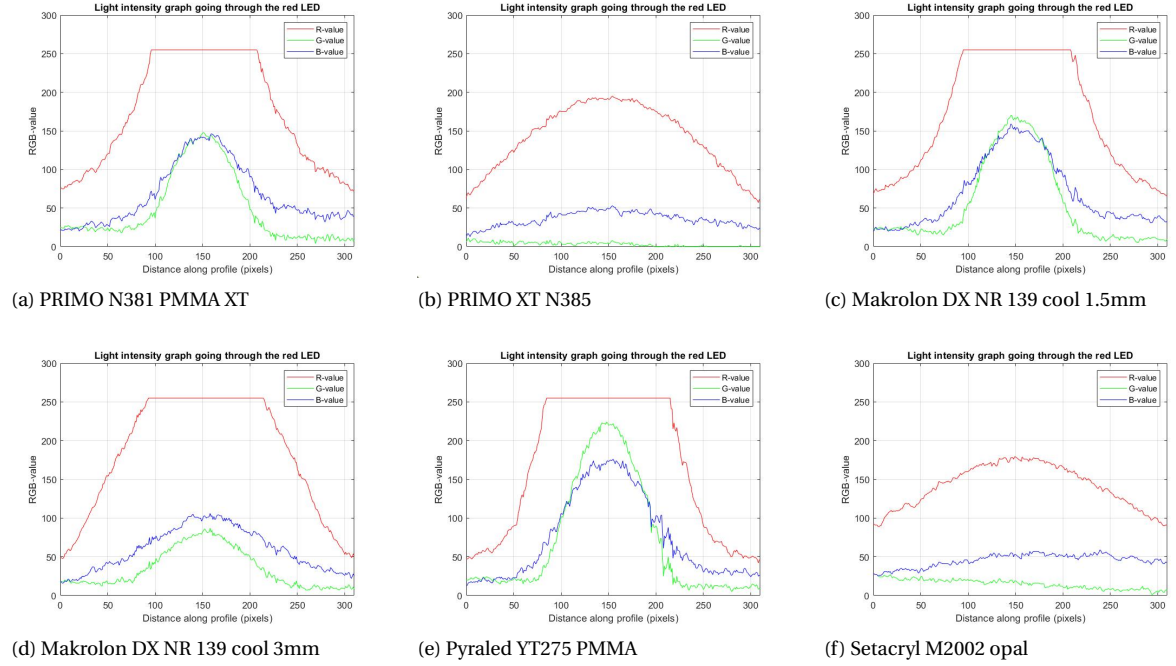 Light intensity graph going through the red LED
R-value
G-value
B-value
RGB-value
300
250
200
150
100
50
0
0 50 100 150 200 250 300
Distance along profile (pixels)
(a) PRIMO N381 PMMA XT
Light intensity graph going through the red LED
R-value
G-value
B-value
RGB-value
300
250
200
150
100
50
0
0 50 100 150 200 250 300
Distance along profile (pixels)
(b) PRIMO XT N385
Light intensity graph going through the red LED
R-value
G-value
B-value
RGB-value
300
250
200
150
100
50
0
0 50 100 150 200 250 300
Distance along profile (pixels)
(c) Makrolon DX NR 139 cool 1.5mm
Light intensity graph going through the red LED
R-value
G-value
B-value
RGB-value
300
250
200
150
100
50
0
0 50 100 150 200 250 300
Distance along profile (pixels)
(d) Makrolon DX NR 139 cool 3mm
Light intensity graph going through the red LED
R-value
G-value
B-value
RGB-value
300
250
200
150
100
50
0
0 50 100 150 200 250 300
Distance along profile (pixels)
(e) Pyraled YT275 PMMA
Light intensity graph going through the red LED
R-value
G-value
B-value
RGB-value
300
250
200
150
100
50
0
0 50 100 150 200 250 300
Distance along profile (pixels)
(f) Setacryl M2002 opal